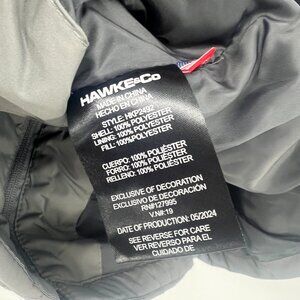 HAWKE&CO
MADE IN CHINA
HECHO EN CHINA
STYLE: HKP2492
SHELL: 100% POLYESTER
LINING: 100% POLYESTER
FILL: 100% POLYESTER
CUERPO: 100% POLIÉSTER
FORRO: 100% POLIÉSTER
RELLENO: 100% POLIÉSTER
EXCLUSIVE OF DECORATION
EXCLUSIVO DE DECORACIÓN
RN#127995
V.N#:19
DATE OF PRODUCTION: 05/2024
SEE REVERSE FOR CARE
VER REVERSO PARA EL
CUIDADO DE